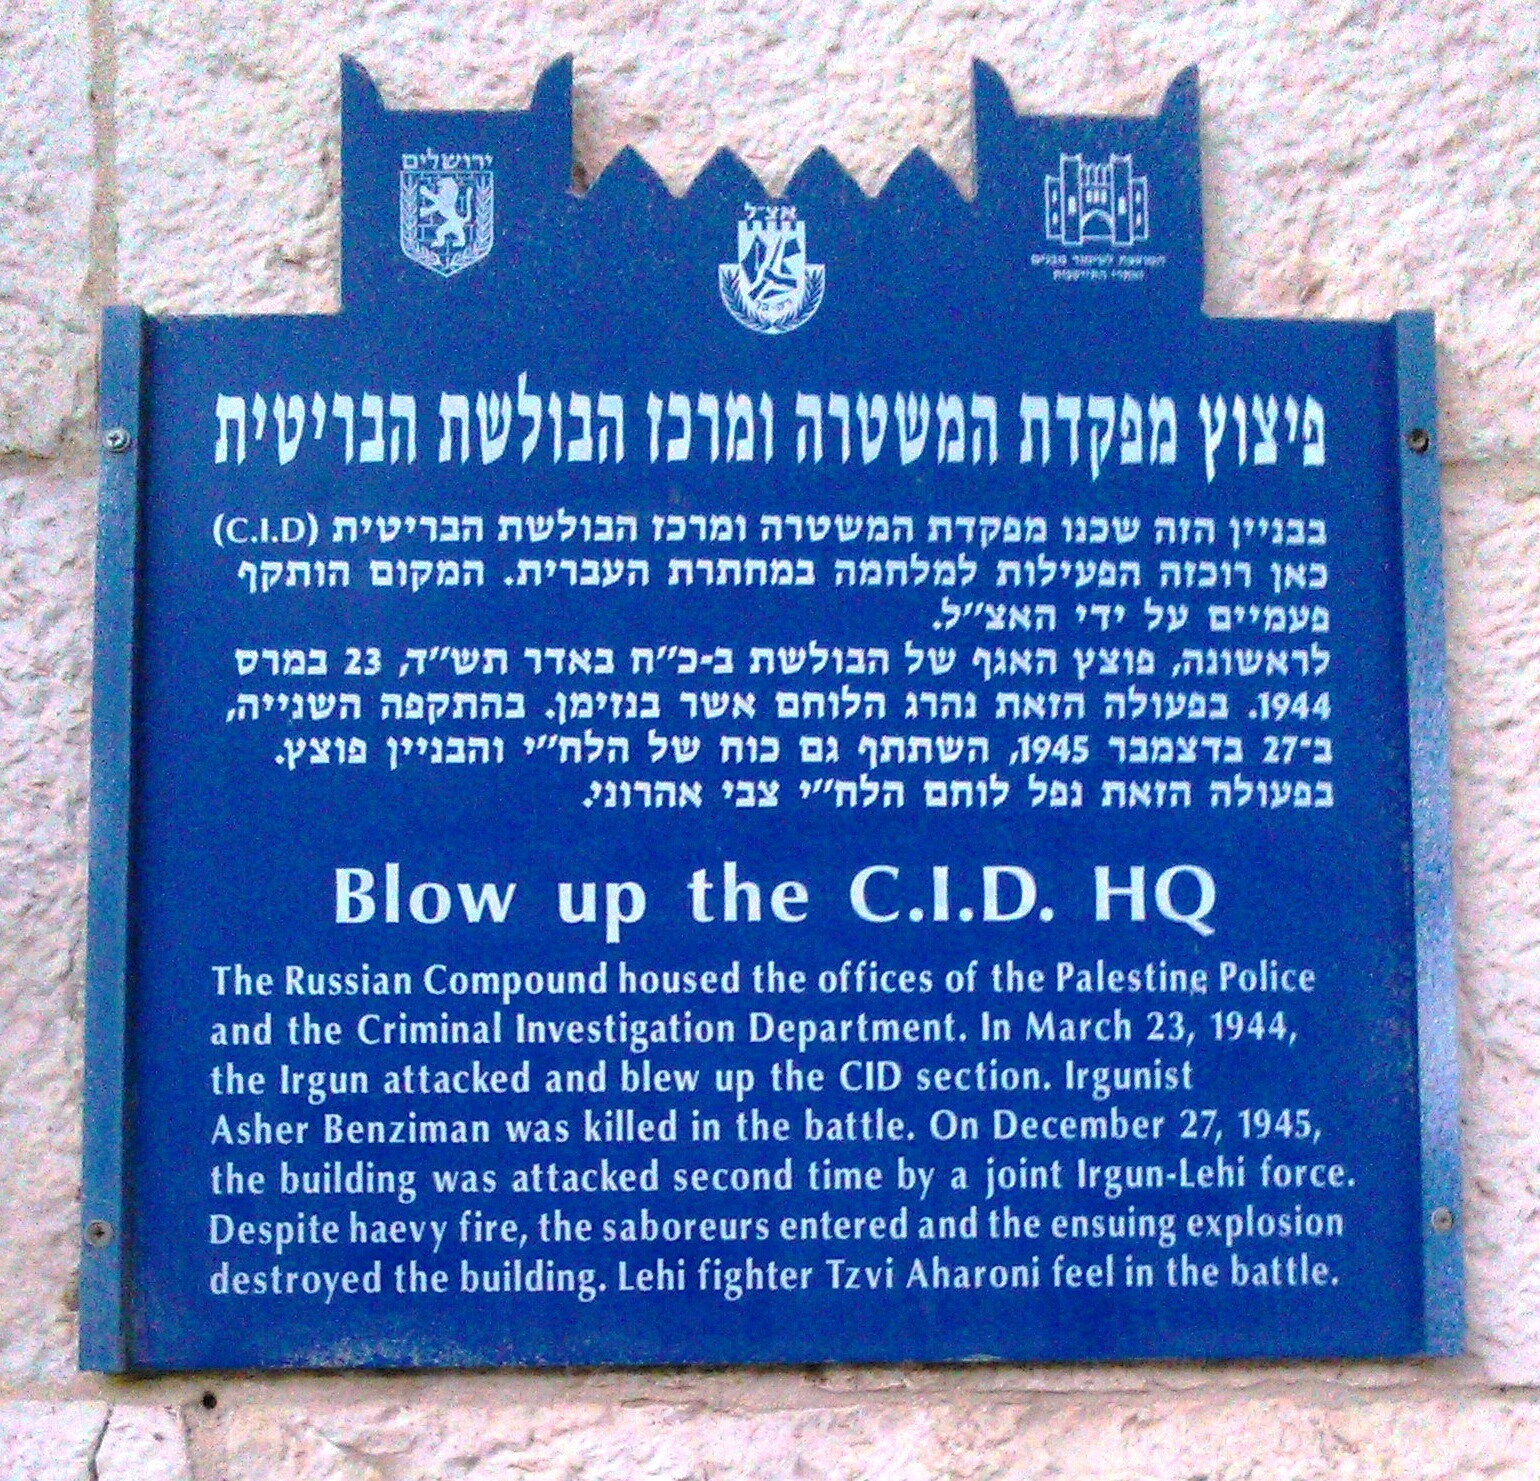 ירושלים
אצ"ל
המועצה לשימור מבנים
ואתרי התיישבות
פיצוץ מפקדת המשטרה ומרכז הבולשת הבריטית
בבניין הזה שכנו מפקדת המשטרה ומרכז הבולשת הבריטית (C.I.D)
כאן רוכזה הפעילות למלחמה במחתרת העברית. המקום הותקף
פעמיים על ידי האצ"ל.
לראשונה, פוצץ האגף של הבולשת ב-כ"ח באדר תש"ד, 23 במרס
1944. בפעולה הזאת נהרג הלוחם אשר בנזימן. בהתקפה השנייה,
ב-27 בדצמבר 1945, השתתף גם כוח של הלח"י והבניין פוצץ.
בפעולה הזאת נפל לוחם הלח"י צבי אהרוני.
Blow up the C.I.D. HQ
The Russian Compound housed the offices of the Palestine Police
and the Criminal Investigation Department. In March 23, 1944,
the Irgun attacked and blew up the CID section. Irgunist
Asher Benziman was killed in the battle. On December 27, 1945,
the building was attacked second time by a joint Irgun-Lehi force.
Despite haevy fire, the saboreurs entered and the ensuing explosion
destroyed the building. Lehi fighter Tzvi Aharoni feel in the battle.